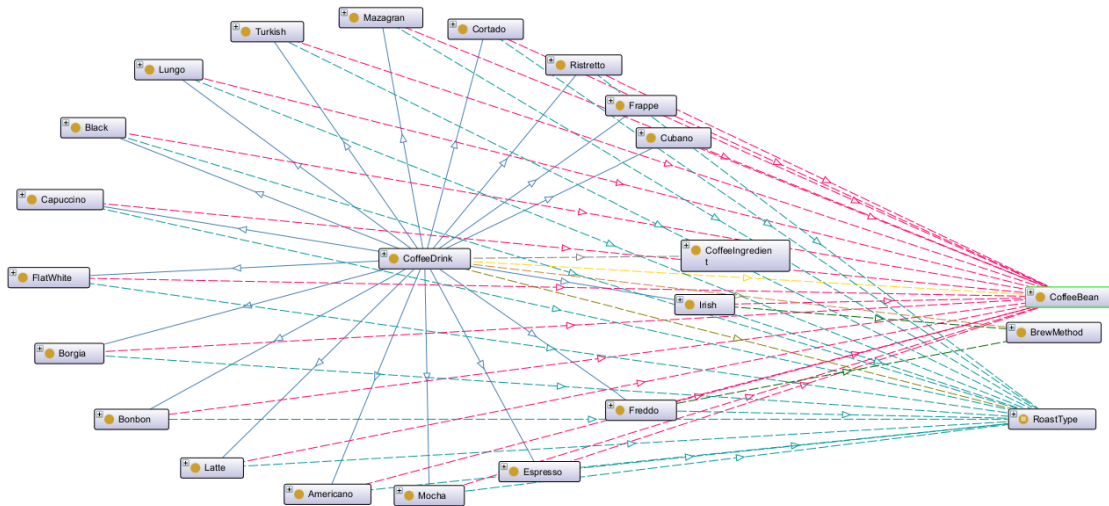 Mazagran
Turkish
Cortado
Lungo
Ristretto
Frappe
Black
Cubano
Capuccino
CoffeeDrink
CoffeeIngredien
t
FlatWhite
Irish
CoffeeBean
BrewMethod
Borgia
Bonbon
Freddo
RoastType
Latte
Espresso
Americano
Mocha